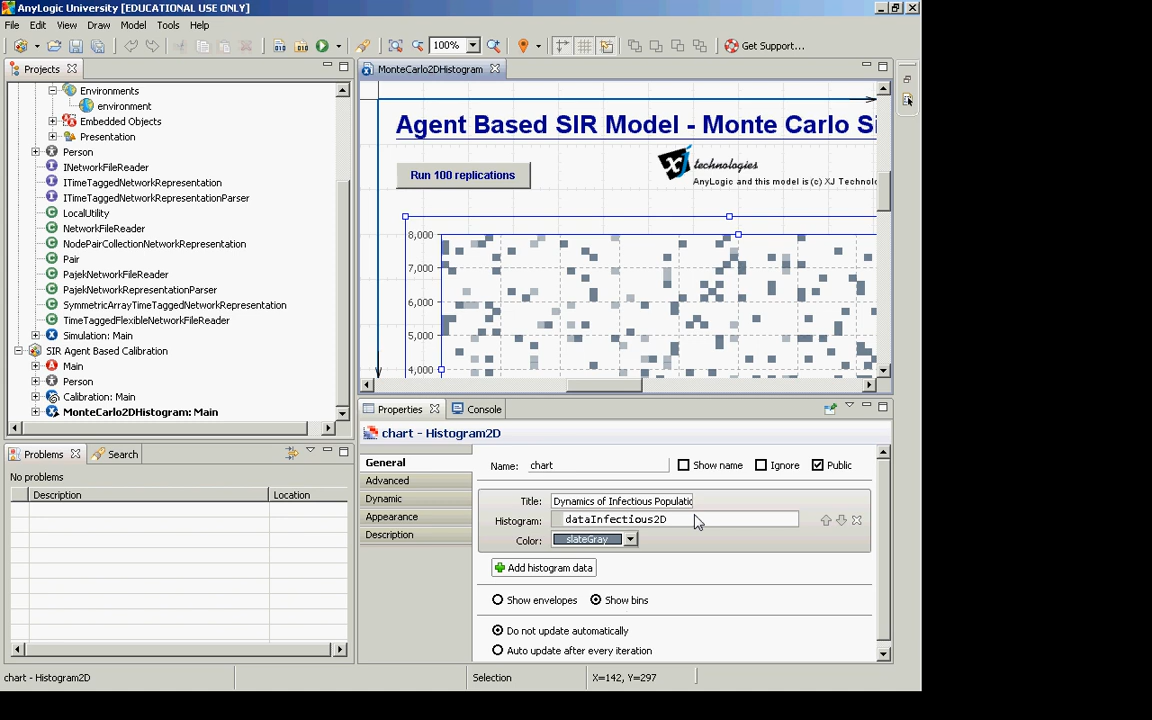 AnyLogic University [EDUCATIONAL USE ONLY]
File Edit View Draw Model Tools Help
100%
Get Support...
Projects
Environments
environment
Embedded Objects
Presentation
Person
INetworkFileReader
ITimeTaggedNetworkRepresentation
ITimeTaggedNetworkRepresentationParser
LocalUtility
NetworkFileReader
NodePairCollectionNetworkRepresentation
Pair
PajekNetworkFileReader
PajekNetworkRepresentationParser
SymmetricArrayTimeTaggedNetworkRepresentation
TimeTaggedFlexibleNetworkFileReader
Simulation: Main
SIR Agent Based Calibration
Main
Person
Calibration: Main
MonteCarlo2DHistogram: Main
MonteCarlo2DHistogram
Agent Based SIR Model - Monte Carlo Si
Run 100 replications
xj technologies
AnyLogic and this model is (c) XJ Technolo
8,000
7,000
6,000
5,000
4,000
Problems Search
No problems
Description Location
Properties Console
chart - Histogram2D
General
Advanced
Dynamic
Appearance
Description
Name: chart Show name Ignore Public
Title: Dynamics of Infectious Populatic
Histogram: dataInfectious2D
Color: slateGray
Add histogram data
Show envelopes Show bins
Do not update automatically
Auto update after every iteration
chart - Histogram2D Selection X=142, Y=297